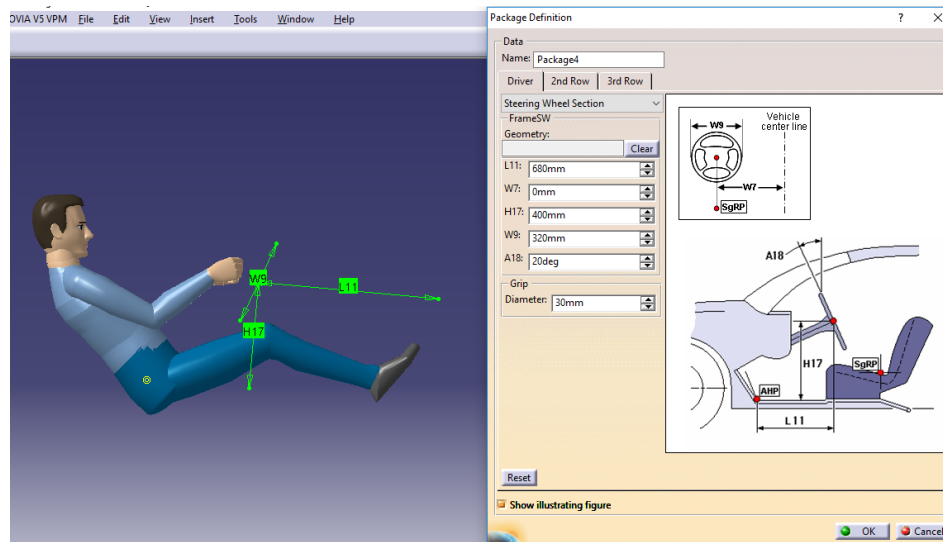 OVIA V5 VPM File Edit View Insert Tools Window Help
W9
L11
H17
Package Definition ? X
Data
Name: Package4
Driver 2nd Row 3rd Row
Steering Wheel Section
FrameSW
Geometry:
Clear
L11: 680mm
W7: 0mm
H17: 400mm
W9: 320mm
A18: 20deg
Grip
Diameter: 30mm
W9
Vehicle
center line
W7
SgRP
A18
H17
SgRP
AHP
L11
Reset
Show illustrating figure
OK Cancel